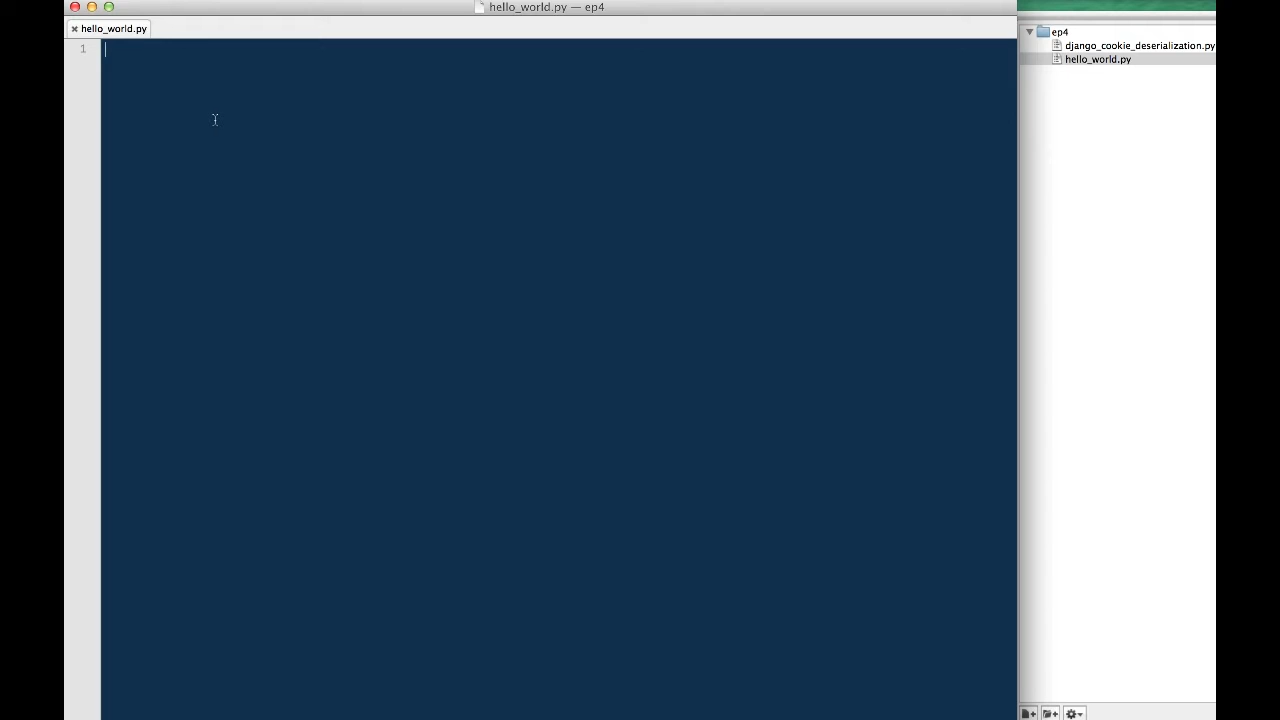 hello_world.py — ep4
hello_world.py
1
ep4
django_cookie_deserialization.py
hello_world.py